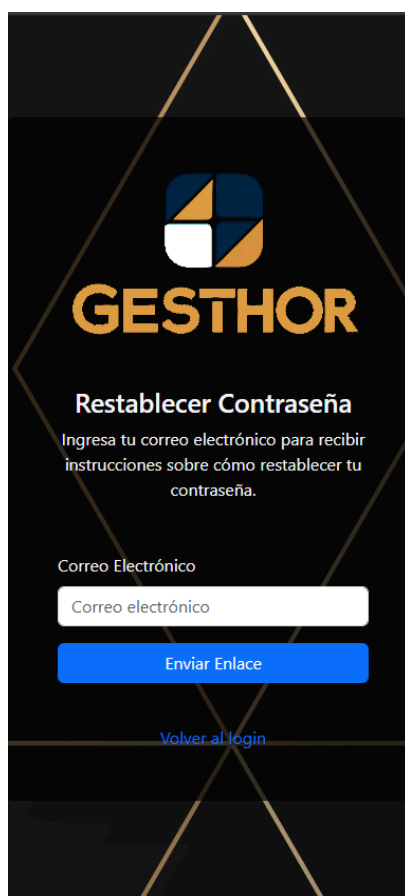 GESTHOR
Restablecer Contraseña
Ingresa tu correo electrónico para recibir
instrucciones sobre cómo restablecer tu
contraseña.
Correo Electrónico
Correo electrónico
Enviar Enlace
Volver al login